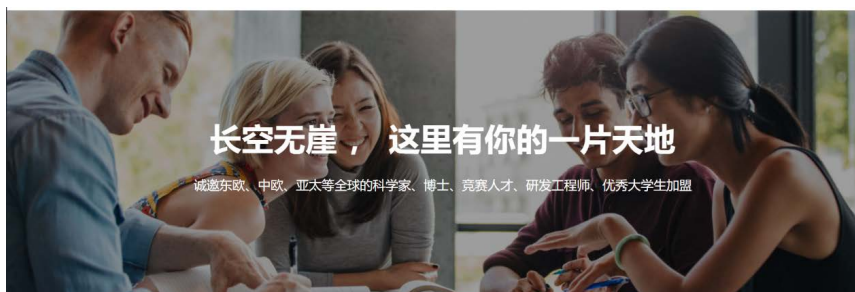 长空无崖， 这里有你的一片天地
诚邀东欧、中欧、亚太等全球的科学家、博士、竞赛人才、研发工程师、优秀大学生加盟